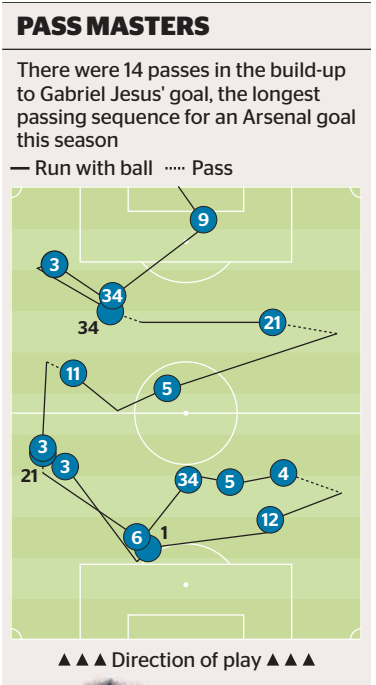 PASS MASTERS
There were 14 passes in the build-up
to Gabriel Jesus' goal, the longest
passing sequence for an Arsenal goal
this season
Run with ball Pass
9
3
34
34
21
11
5
3
3
21
34
5
4
12
6
1
▲▲▲ Direction of play ▲▲▲